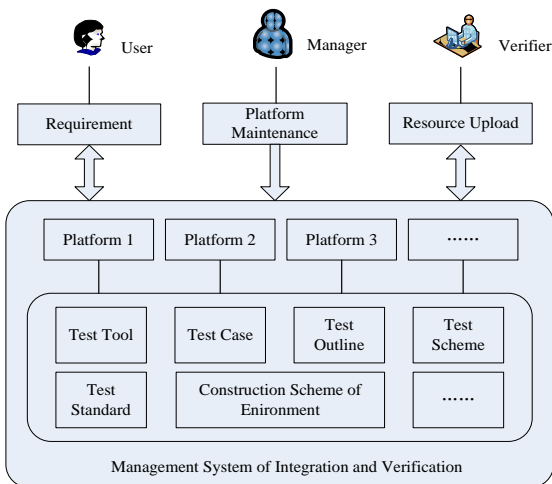 User
Manager
Verifier
Requirement
Platform
Maintenance
Resource Upload
Platform 1
Platform 2
Platform 3
......
Test Tool
Test Case
Test
Outline
Test
Scheme
Test
Standard
Construction Scheme of
Enironment
......
Management System of Integration and Verification